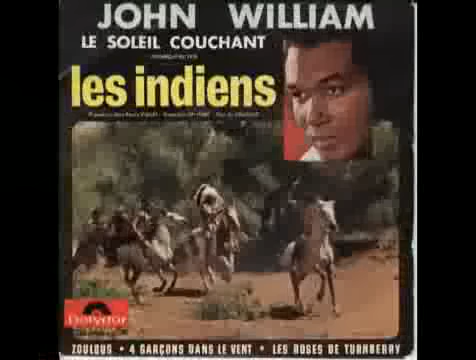 JOHN WILLIAM
LE SOLEIL COUCHANT
les indiens
Polydor
ZOULOUS • 4 GARÇONS DANS LE VENT • LES ROSES DE TURNBERRY